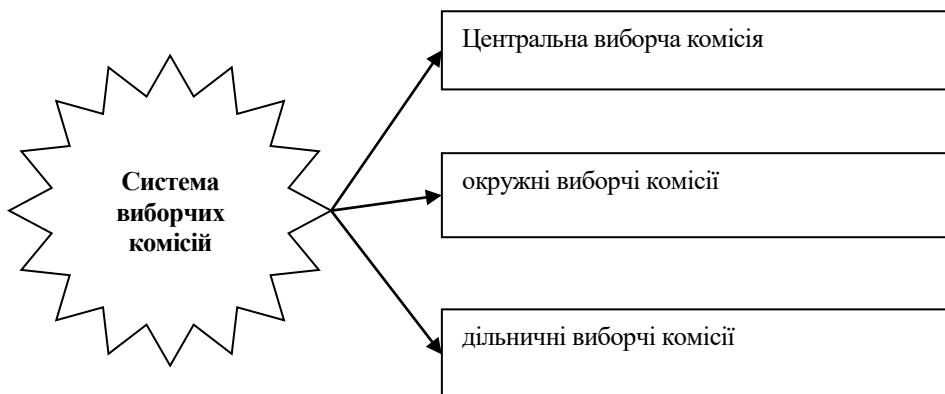 Центральна виборча комісія
Система
виборчих
комісій
окружні виборчі комісії
дільничні виборчі комісії